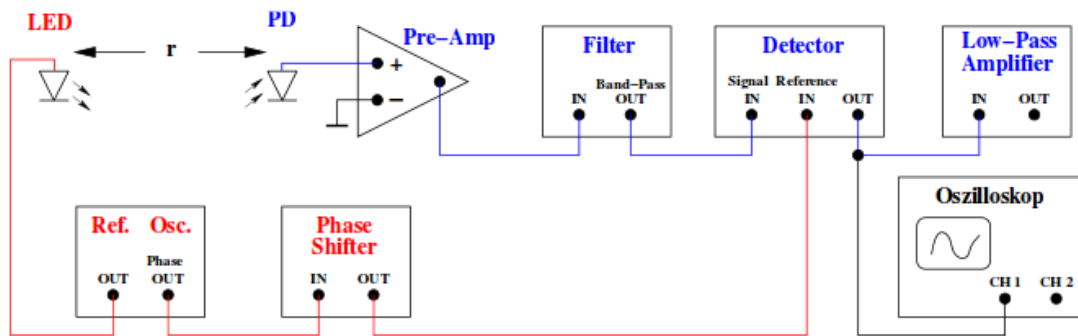 LED
r
PD
Pre-Amp
+
−
Filter
Band-Pass
IN OUT
Detector
Signal Reference
IN IN OUT
Low-Pass
Amplifier
IN OUT
Ref. Osc.
Phase
OUT OUT
Phase
Shifter
IN OUT
Oszilloskop
CH 1 CH 2